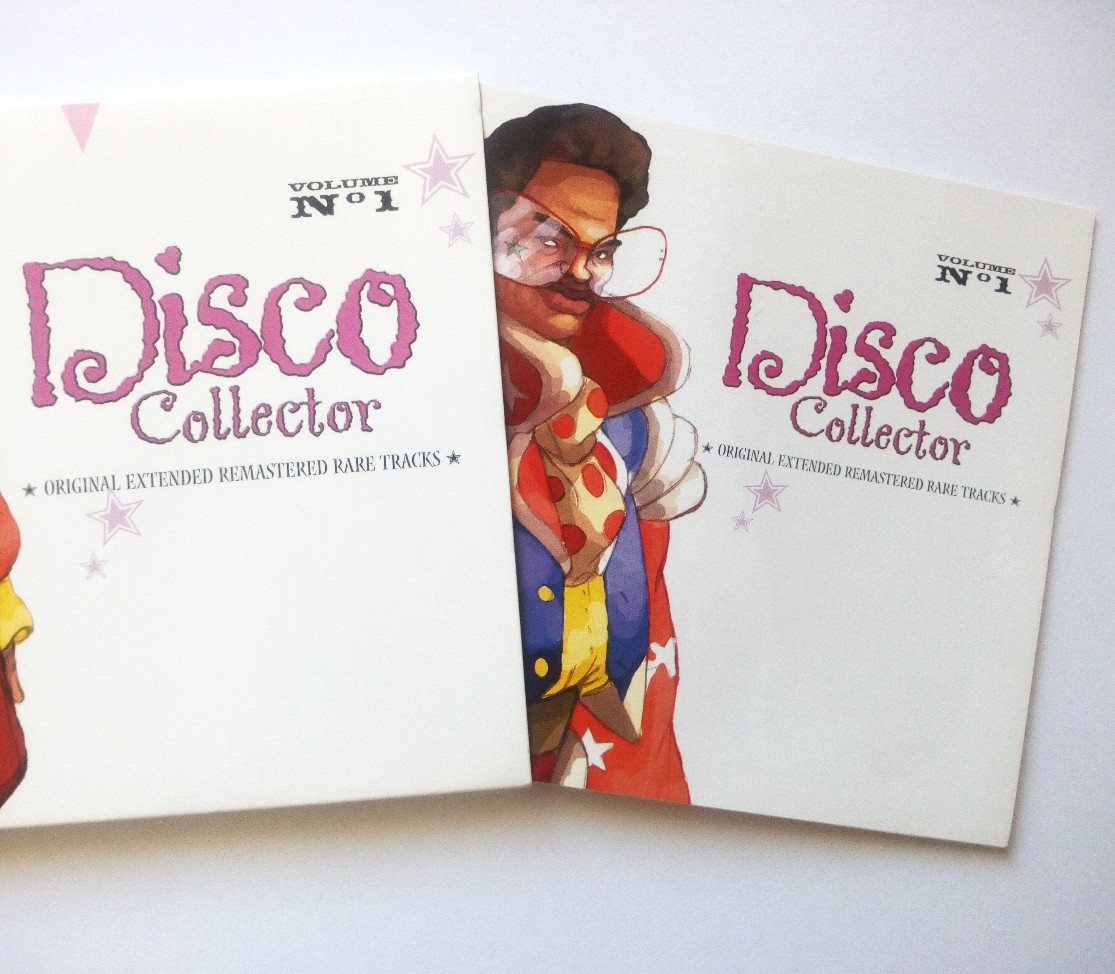 VOLUME
Nº1
Disco
Collector
★ ORIGINAL EXTENDED REMASTERED RARE TRACKS ★
VOLUME
Nº1
Disco
Collector
★ ORIGINAL EXTENDED REMASTERED RARE TRACKS ★